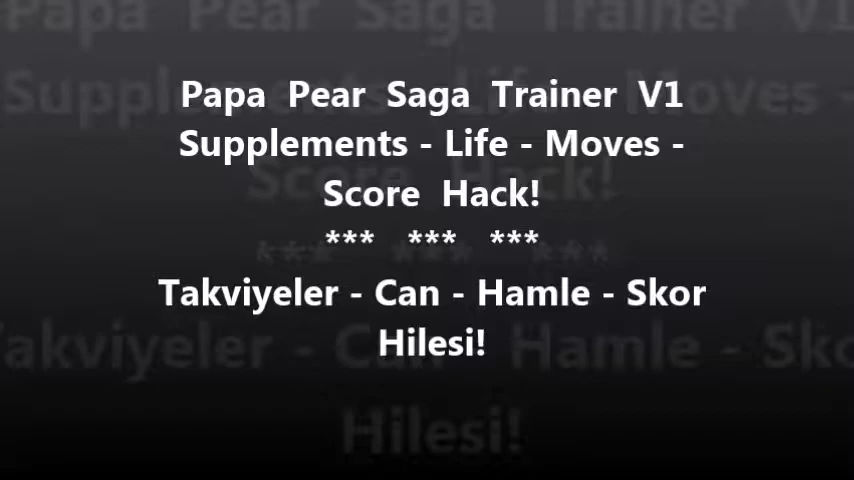 Papa Pear Saga Trainer V1
Supplements - Life - Moves -
Score Hack!
*** *** ***
Takviyeler - Can - Hamle - Skor
Hilesi!